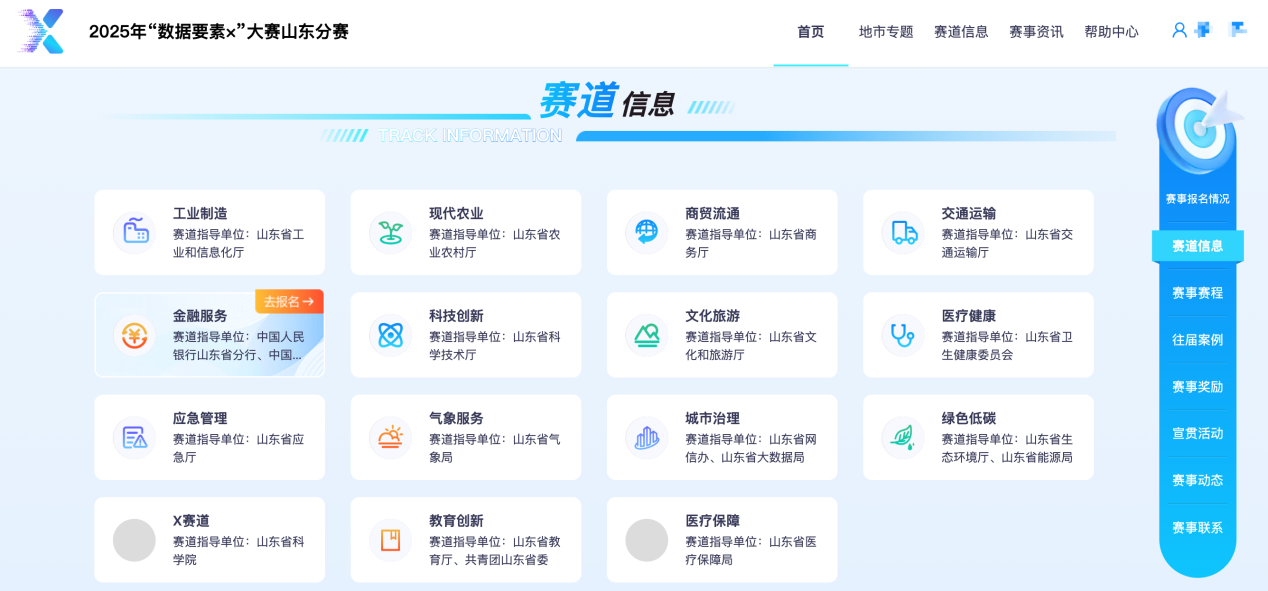 2025年“数据要素×”大赛山东分赛
首页
地市专题
赛道信息
赛事资讯
帮助中心
赛道信息
TRACK INFORMATION
工业制造
赛道指导单位：山东省工
业和信息化厅
现代农业
赛道指导单位：山东省农
业农村厅
商贸流通
赛道指导单位：山东省商
务厅
交通运输
赛道指导单位：山东省交
通运输厅
去报名→
金融服务
赛道指导单位：中国人民
银行山东省分行、中国...
科技创新
赛道指导单位：山东省科
学技术厅
文化旅游
赛道指导单位：山东省文
化和旅游厅
医疗健康
赛道指导单位：山东省卫
生健康委员会
应急管理
赛道指导单位：山东省应
急厅
气象服务
赛道指导单位：山东省气
象局
城市治理
赛道指导单位：山东省网
信办、山东省大数据局
绿色低碳
赛道指导单位：山东省生
态环境厅、山东省能源局
X赛道
赛道指导单位：山东省科
学院
教育创新
赛道指导单位：山东省教
育厅、共青团山东省委
医疗保障
赛道指导单位：山东省医
疗保障局
赛事报名情况
赛道信息
赛事赛程
往届案例
赛事奖励
宣贯活动
赛事动态
赛事联系